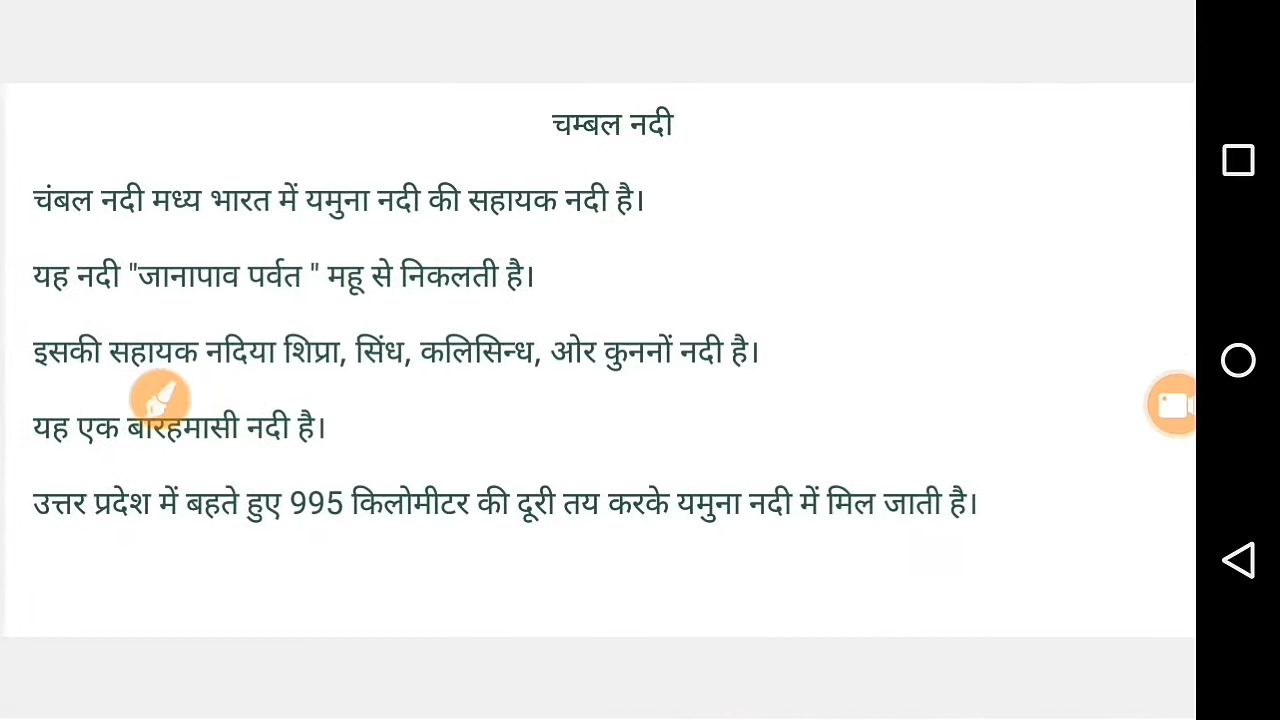 चम्बल नदी
चंबल नदी मध्य भारत में यमुना नदी की सहायक नदी है।
यह नदी "जानापाव पर्वत " महू से निकलती है।
इसकी सहायक नदिया शिप्रा, सिंध, कलिसिन्ध, ओर कुननों नदी है।
यह एक बारहमासी नदी है।
उत्तर प्रदेश में बहते हुए 995 किलोमीटर की दूरी तय करके यमुना नदी में मिल जाती है।